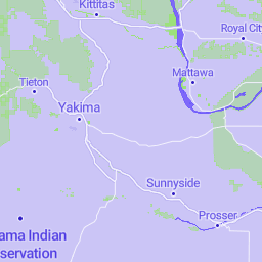 Kittitas
Royal City
Mattawa
Tieton
Yakima
Sunnyside
Prosser
ama Indian
servation